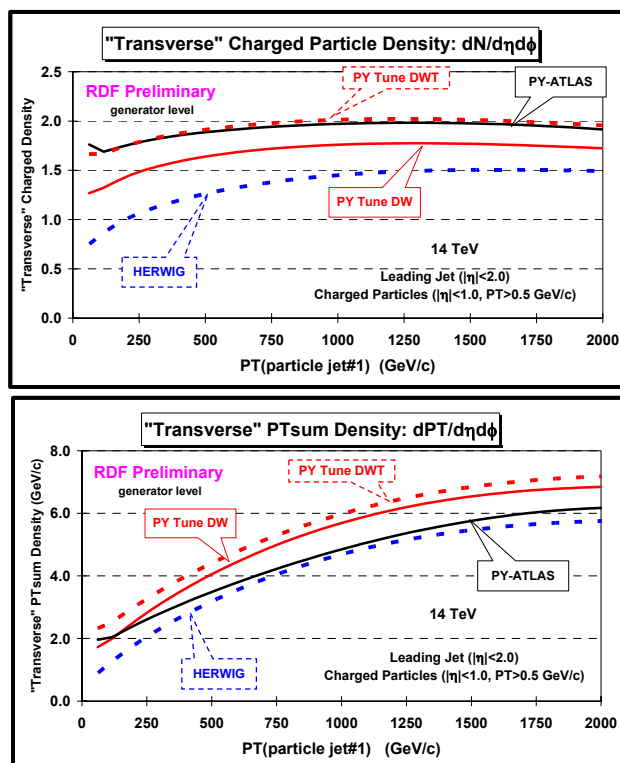 "Transverse" Charged Particle Density: dN/dηdφ
2.5
2.0
1.5
1.0
0.5
0.0
"Transverse" Charged Density
RDF Preliminary
generator level
PY Tune DWT
PY-ATLAS
PY Tune DW
HERWIG
14 TeV
Leading Jet (|η|<2.0)
Charged Particles (|η|<1.0, PT>0.5 GeV/c)
0 250 500 750 1000 1250 1500 1750 2000
PT(particle jet#1) (GeV/c)
"Transverse" PTsum Density: dPT/dηdφ
8.0
6.0
4.0
2.0
0.0
"Transverse" PTsum Density (GeV/c)
RDF Preliminary
generator level
PY Tune DWT
PY Tune DW
PY-ATLAS
HERWIG
14 TeV
Leading Jet (|η|<2.0)
Charged Particles (|η|<1.0, PT>0.5 GeV/c)
0 250 500 750 1000 1250 1500 1750 2000
PT(particle jet#1) (GeV/c)